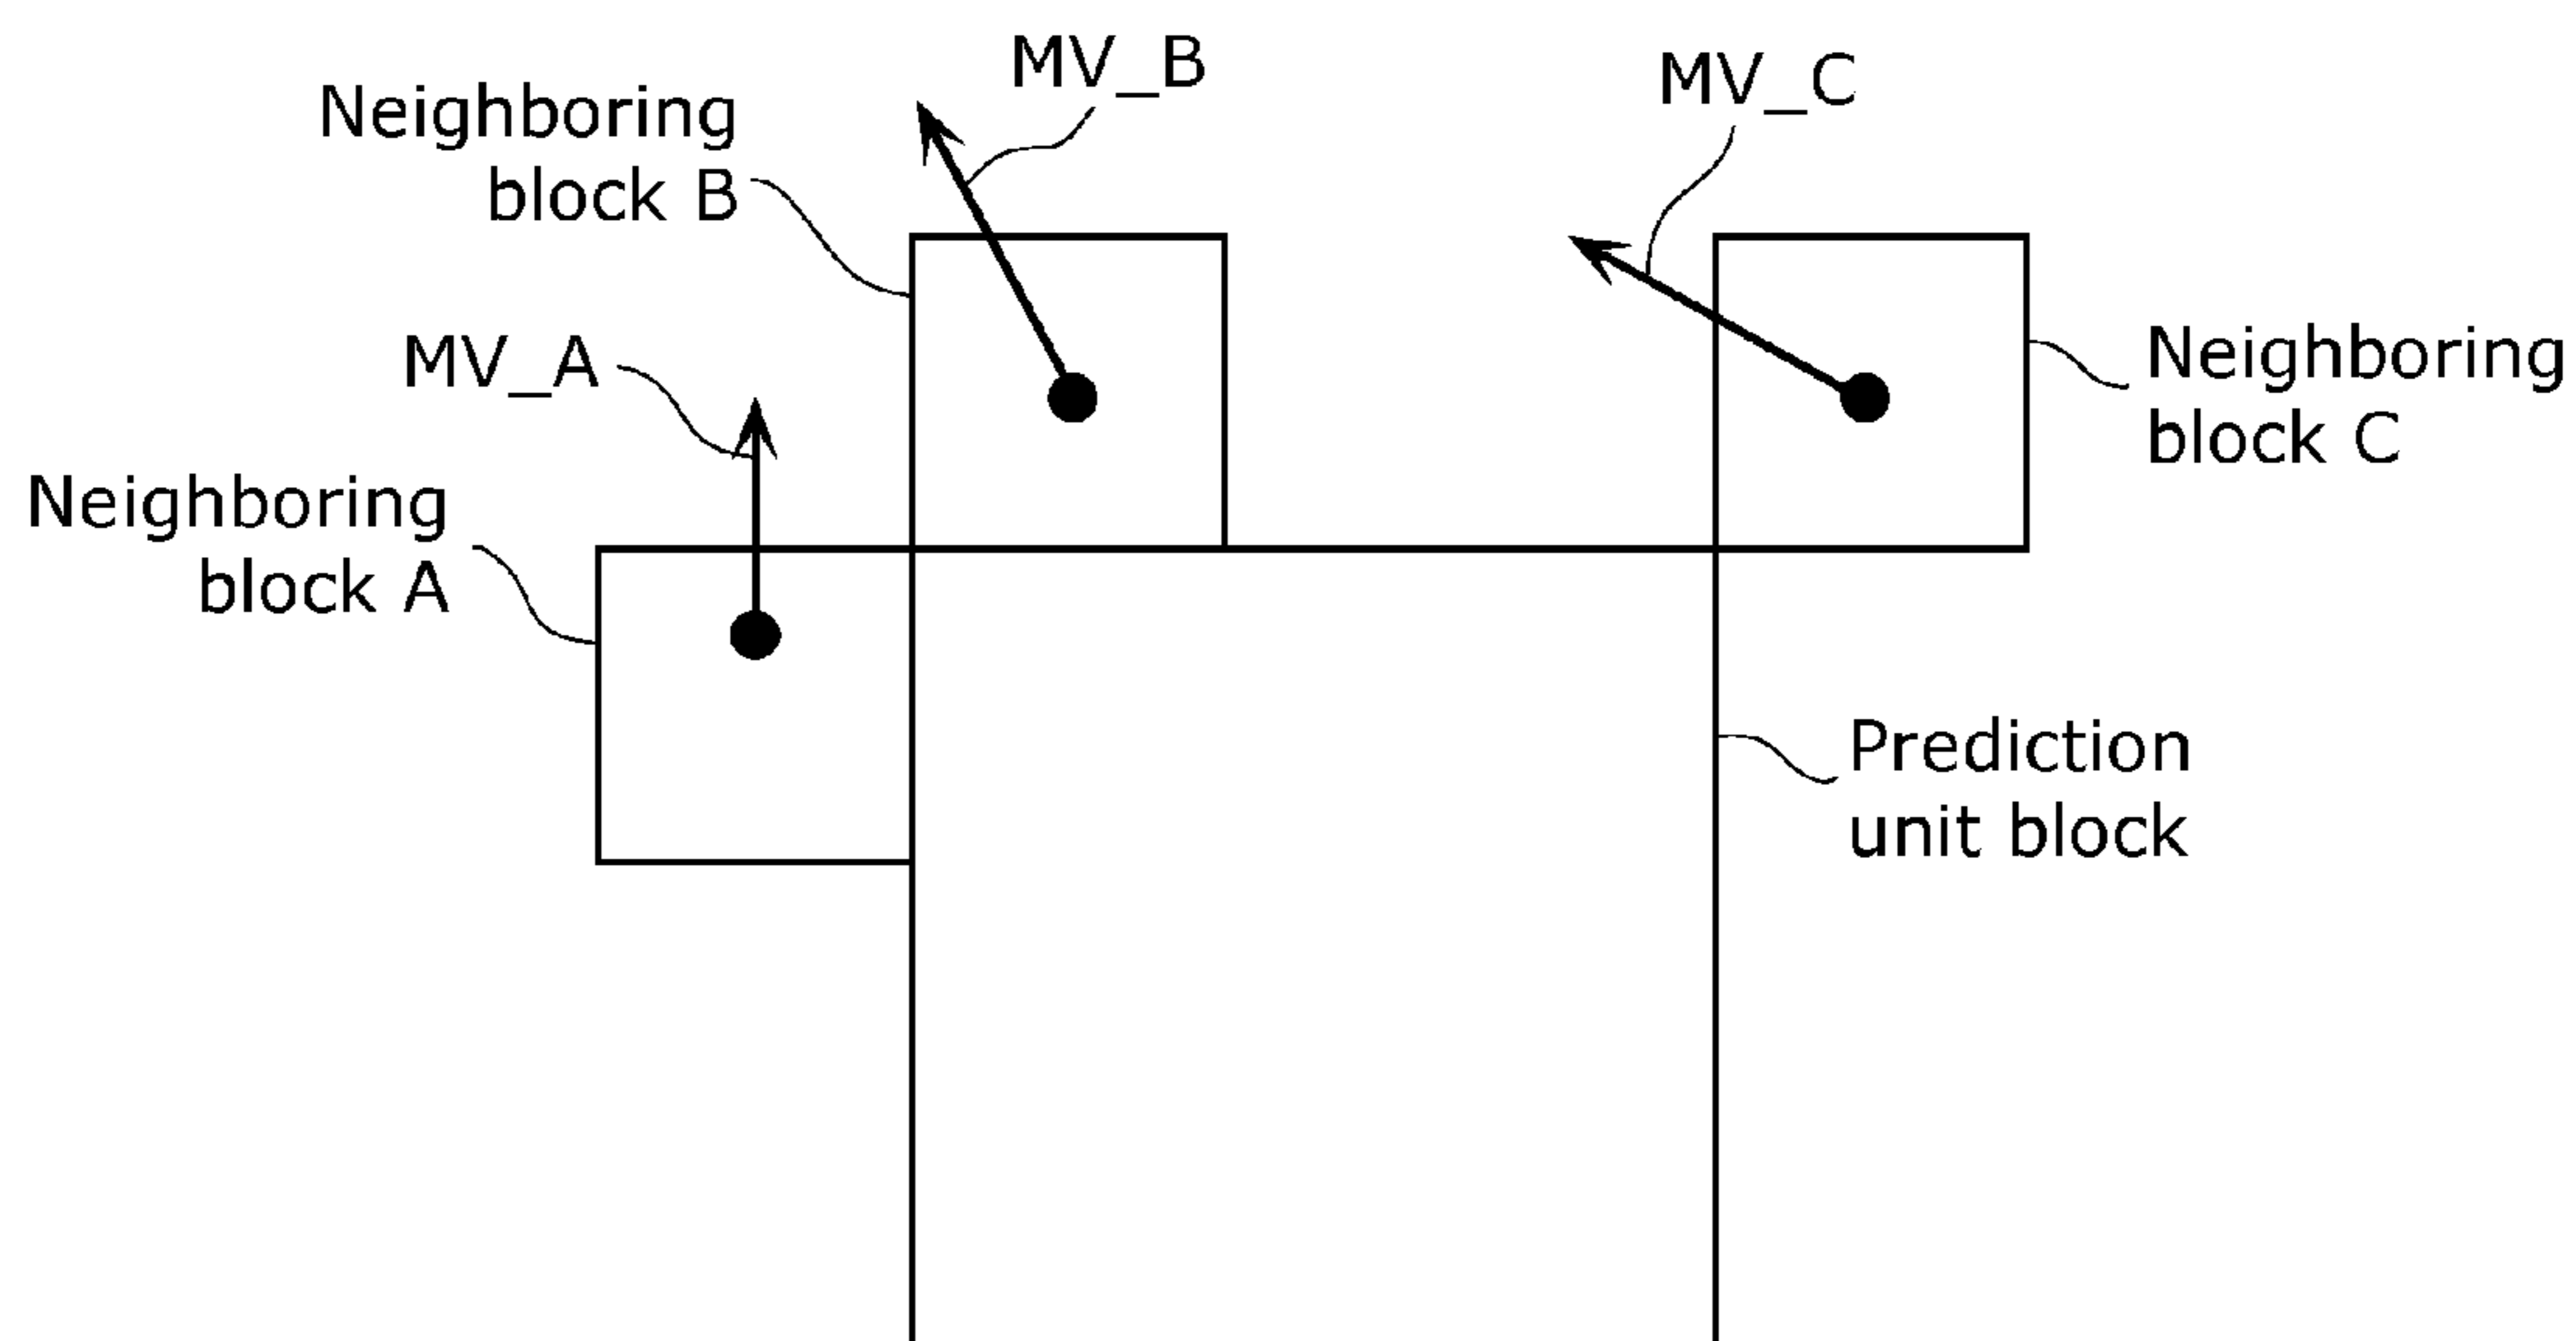 MV_B
MV_C
Neighboring
block B
MV_A
Neighboring
block C
Neighboring
block A
Prediction
unit block